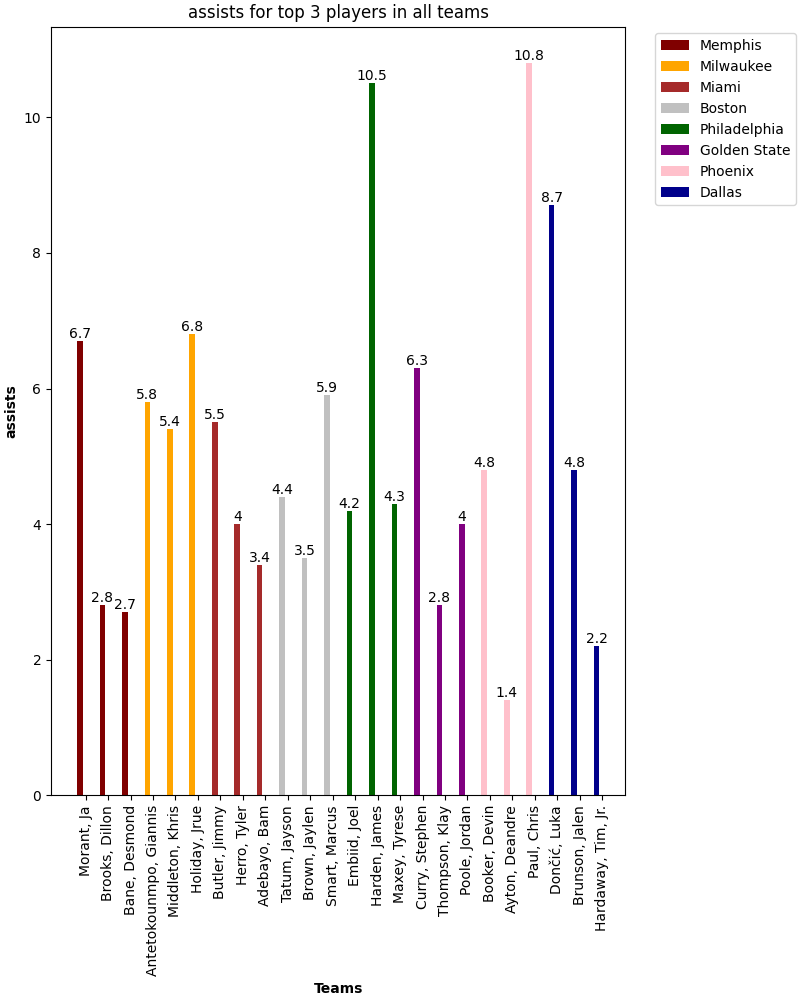 assists for top 3 players in all teams
Memphis
Milwaukee
Miami
Boston
Philadelphia
Golden State
Phoenix
Dallas
assists
10
8
6
4
2
0
6.7
2.8
2.7
5.8
5.4
6.8
5.5
4
3.4
4.4
3.5
5.9
4.2
10.5
4.3
6.3
2.8
4
4.8
1.4
10.8
8.7
4.8
2.2
Morant, Ja
Brooks, Dillon
Bane, Desmond
Antetokounmpo, Giannis
Middleton, Khris
Holiday, Jrue
Butler, Jimmy
Herro, Tyler
Adebayo, Bam
Tatum, Jayson
Brown, Jaylen
Smart, Marcus
Embiid, Joel
Harden, James
Maxey, Tyrese
Curry, Stephen
Thompson, Klay
Poole, Jordan
Booker, Devin
Ayton, Deandre
Paul, Chris
Dončić, Luka
Brunson, Jalen
Hardaway, Tim, Jr.
Teams